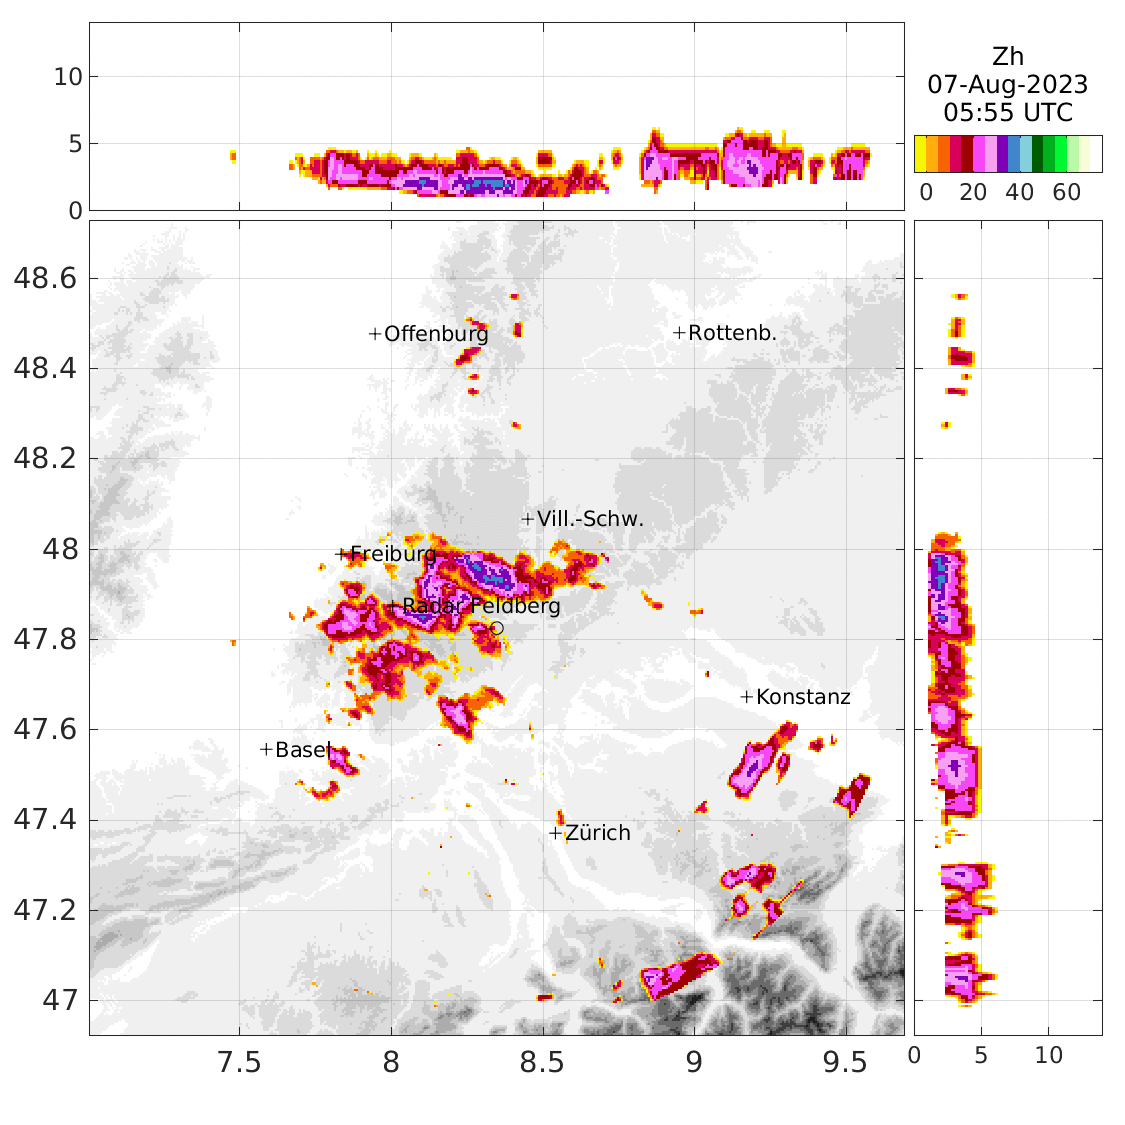 10
5
0
Zh
07-Aug-2023
05:55 UTC
0 20 40 60
48.6
48.4
48.2
48
47.8
47.6
47.4
47.2
47
+Offenburg
+Rottenb.
+Vill.-Schw.
+Freiburg
+Radar Feldberg
+Konstanz
+Basel
+Zürich
7.5 8 8.5 9 9.5
0 5 10